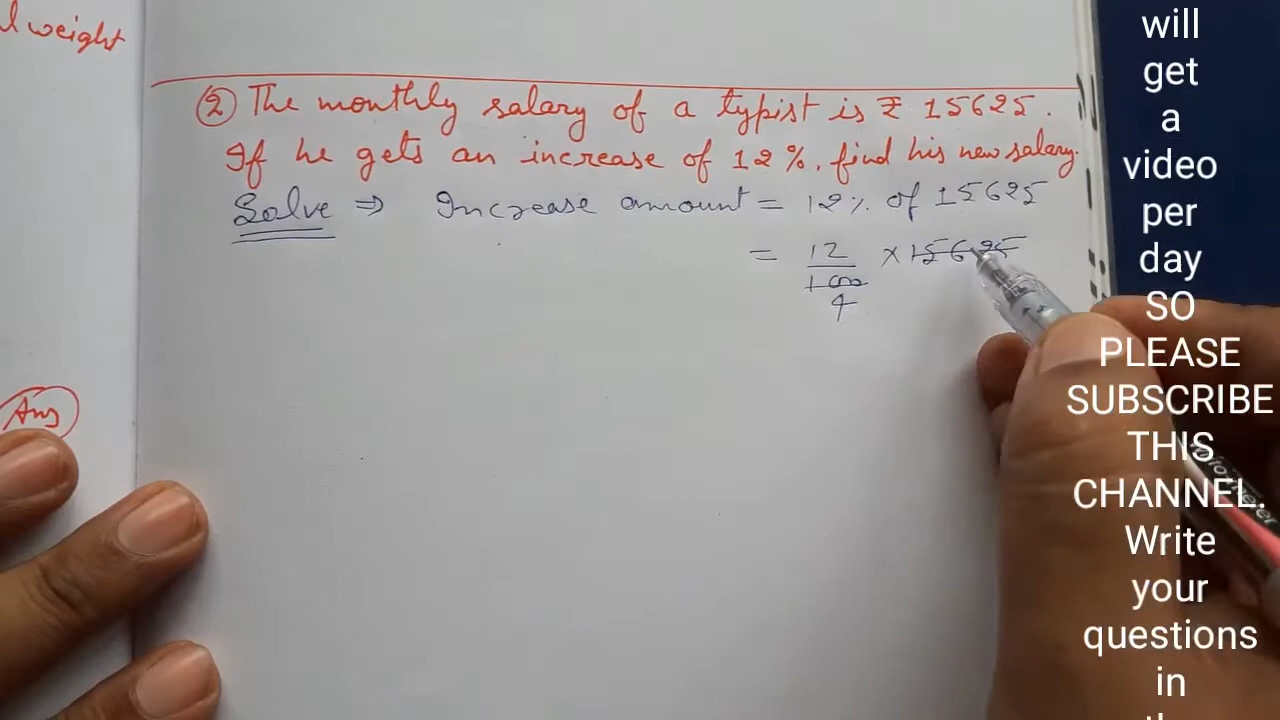 l weight
② The monthly salary of a typist is ₹ 15625.
If he gets an increase of 12%. find his new salary.
Solve ⇒ Increase amount = 12% of 15625
= 12/100 × 15625
4
Ans
will
get
a
video
per
day
SO
PLEASE
SUBSCRIBE
THIS
CHANNEL.
Write
your
questions
in